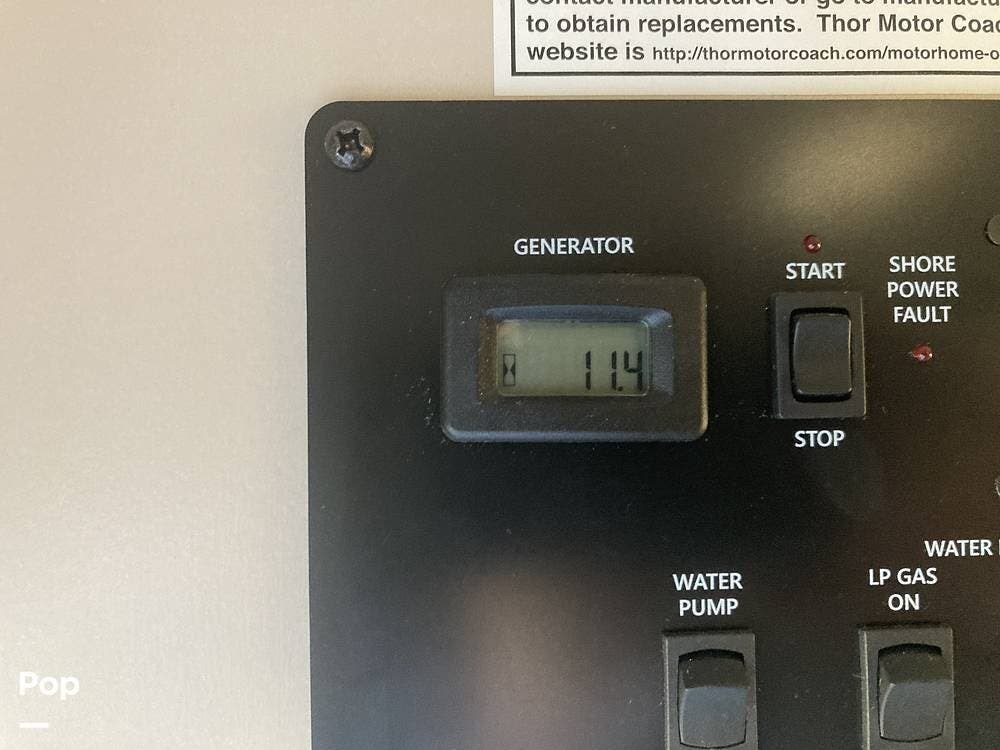 to obtain replacements. Thor Motor
website is http://thormotorcoach.com/motorhome-o
GENERATOR
11.4
START
STOP
SHORE
POWER
FAULT
WATER
PUMP
WATER
LP GAS
ON
Pop